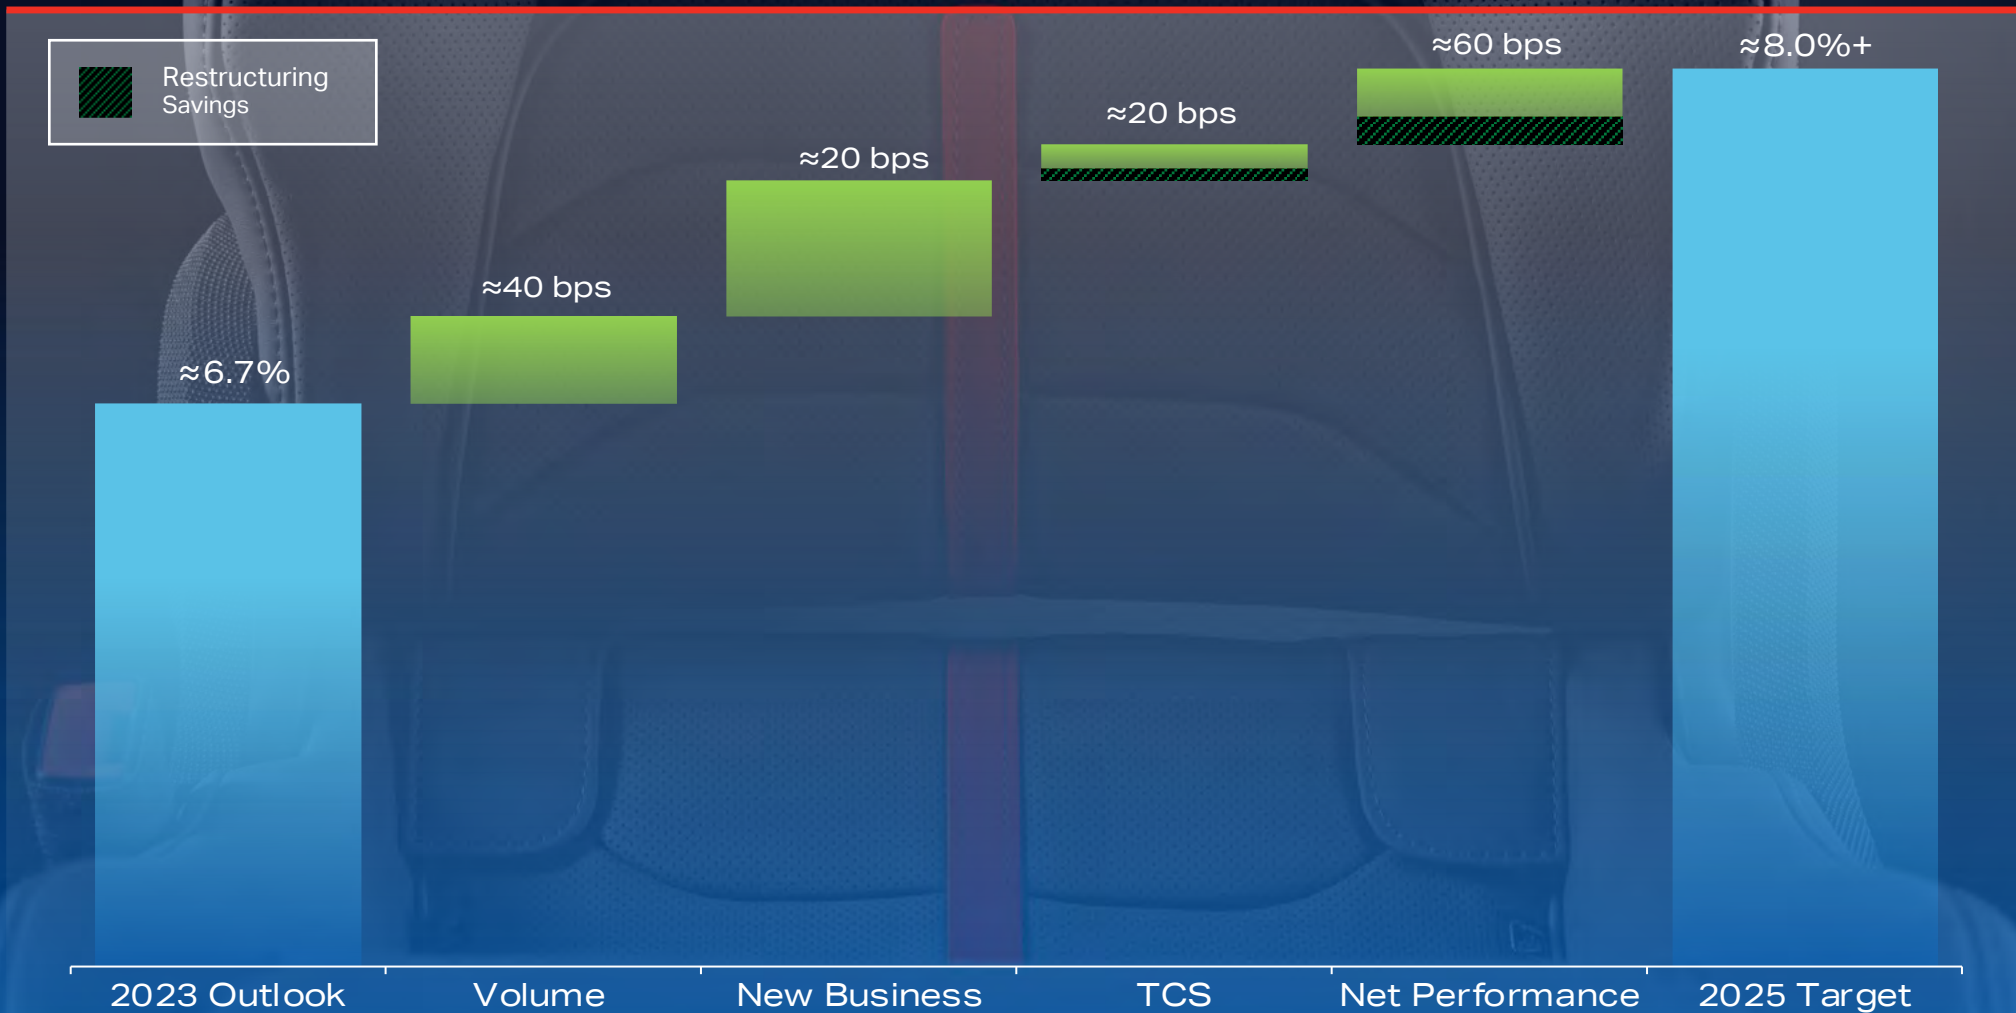 Restructuring
Savings
≈6.7%
≈40 bps
≈20 bps
≈20 bps
≈60 bps
≈8.0%+
2023 Outlook
Volume
New Business
TCS
Net Performance
2025 Target